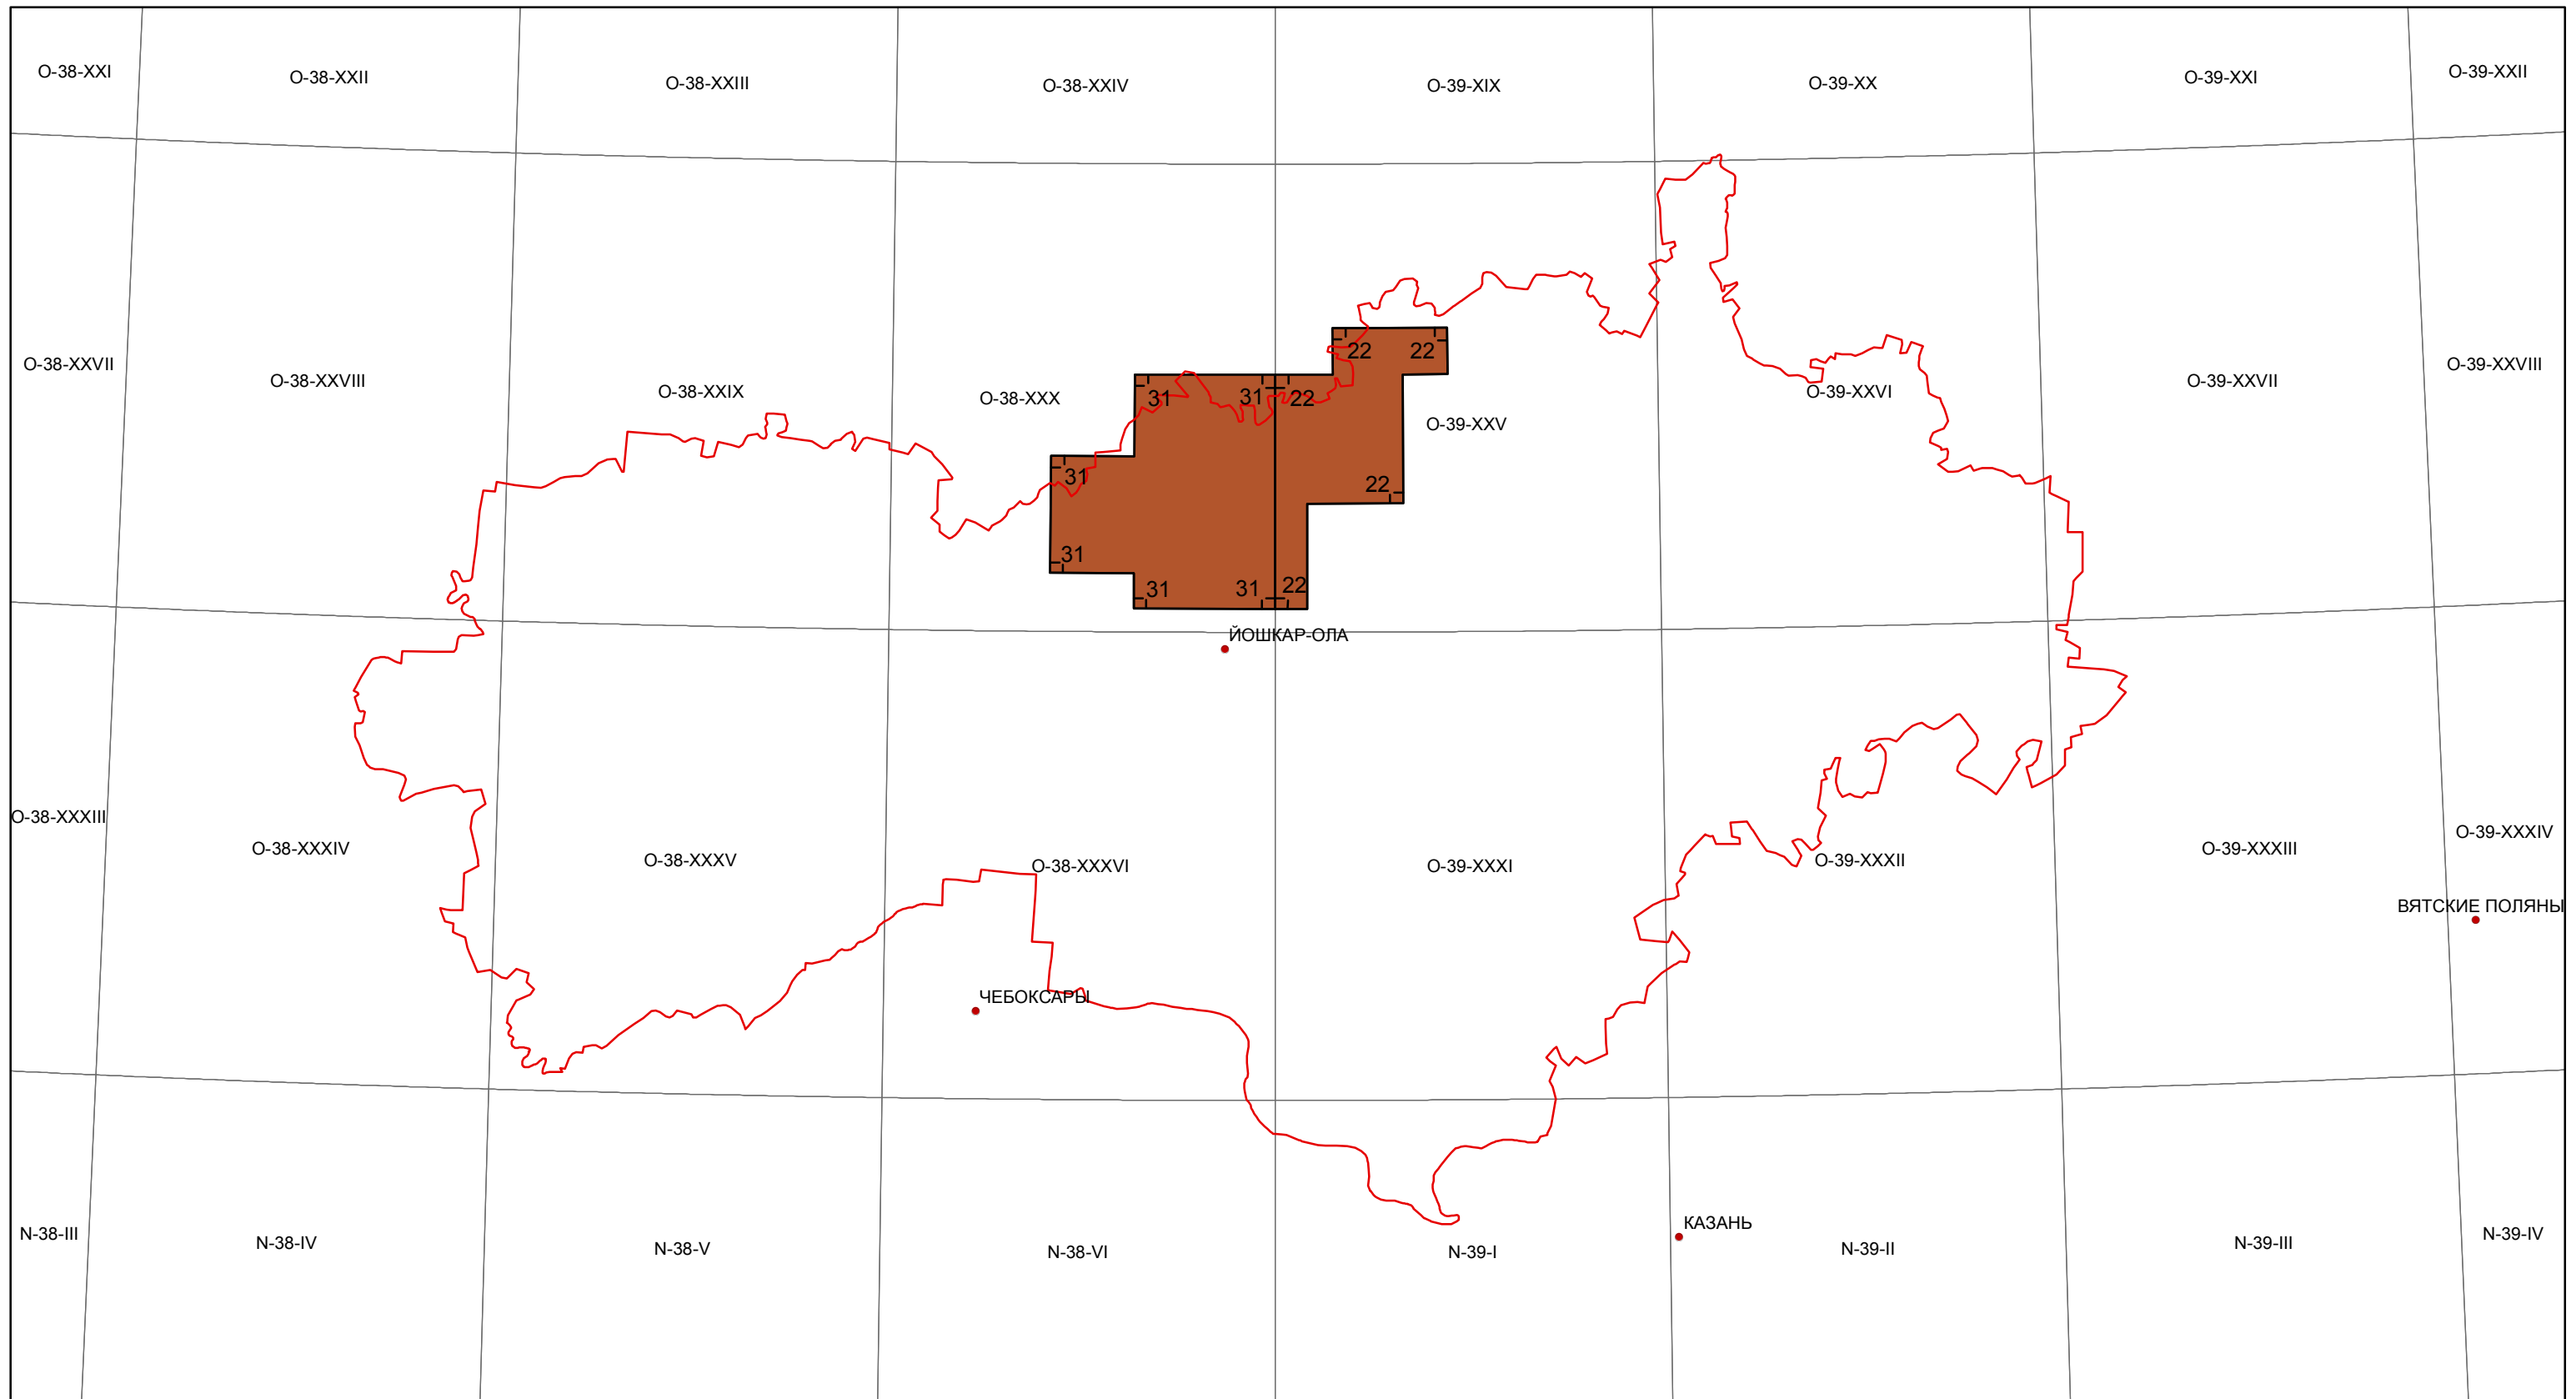 O-38-XXI
O-38-XXII
O-38-XXIII
O-38-XXIV
O-39-XIX
O-39-XX
O-39-XXI
O-39-XXII
O-38-XXVII
O-38-XXVIII
O-38-XXIX
O-38-XXX
O-39-XXV
O-39-XXVI
O-39-XXVII
O-39-XXVIII
22
22
31
31
22
31
22
31
31
31
22
ЙОШКАР-ОЛА
O-38-XXXIII
O-38-XXXIV
O-38-XXXV
O-38-XXXVI
O-39-XXXI
O-39-XXXII
O-39-XXXIII
O-39-XXXIV
ВЯТСКИЕ ПОЛЯНЫ
ЧЕБОКСАРЫ
КАЗАНЬ
N-38-III
N-38-IV
N-38-V
N-38-VI
N-39-I
N-39-II
N-39-III
N-39-IV